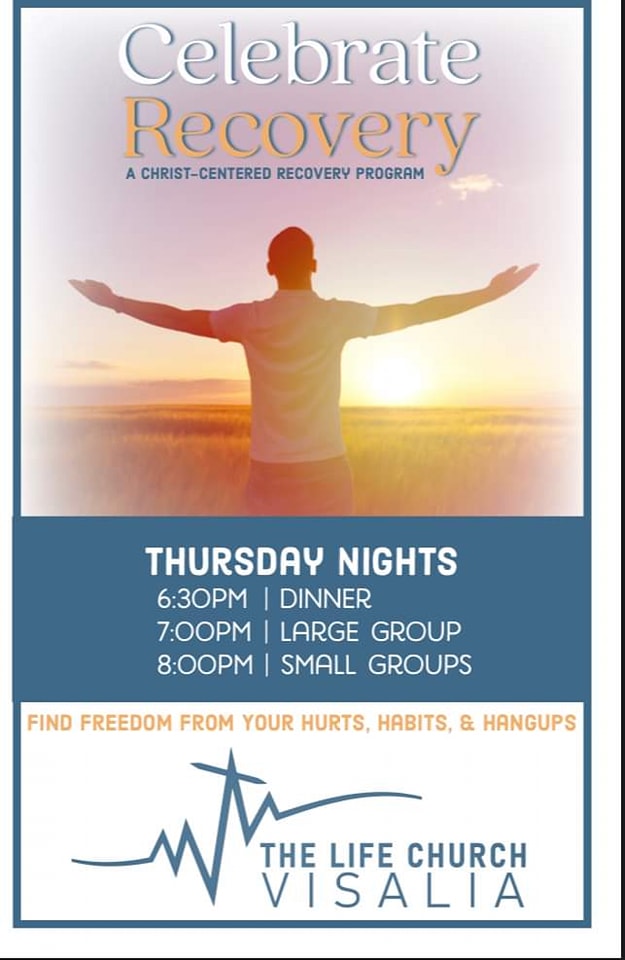 Celebrate
Recovery
A CHRIST-CENTERED RECOVERY PROGRAM
THURSDAY NIGHTS
6:30PM | DINNER
7:00PM | LARGE GROUP
8:00PM | SMALL GROUPS
FIND FREEDOM FROM YOUR HURTS, HABITS, & HANGUPS
THE LIFE CHURCH
VISALIA